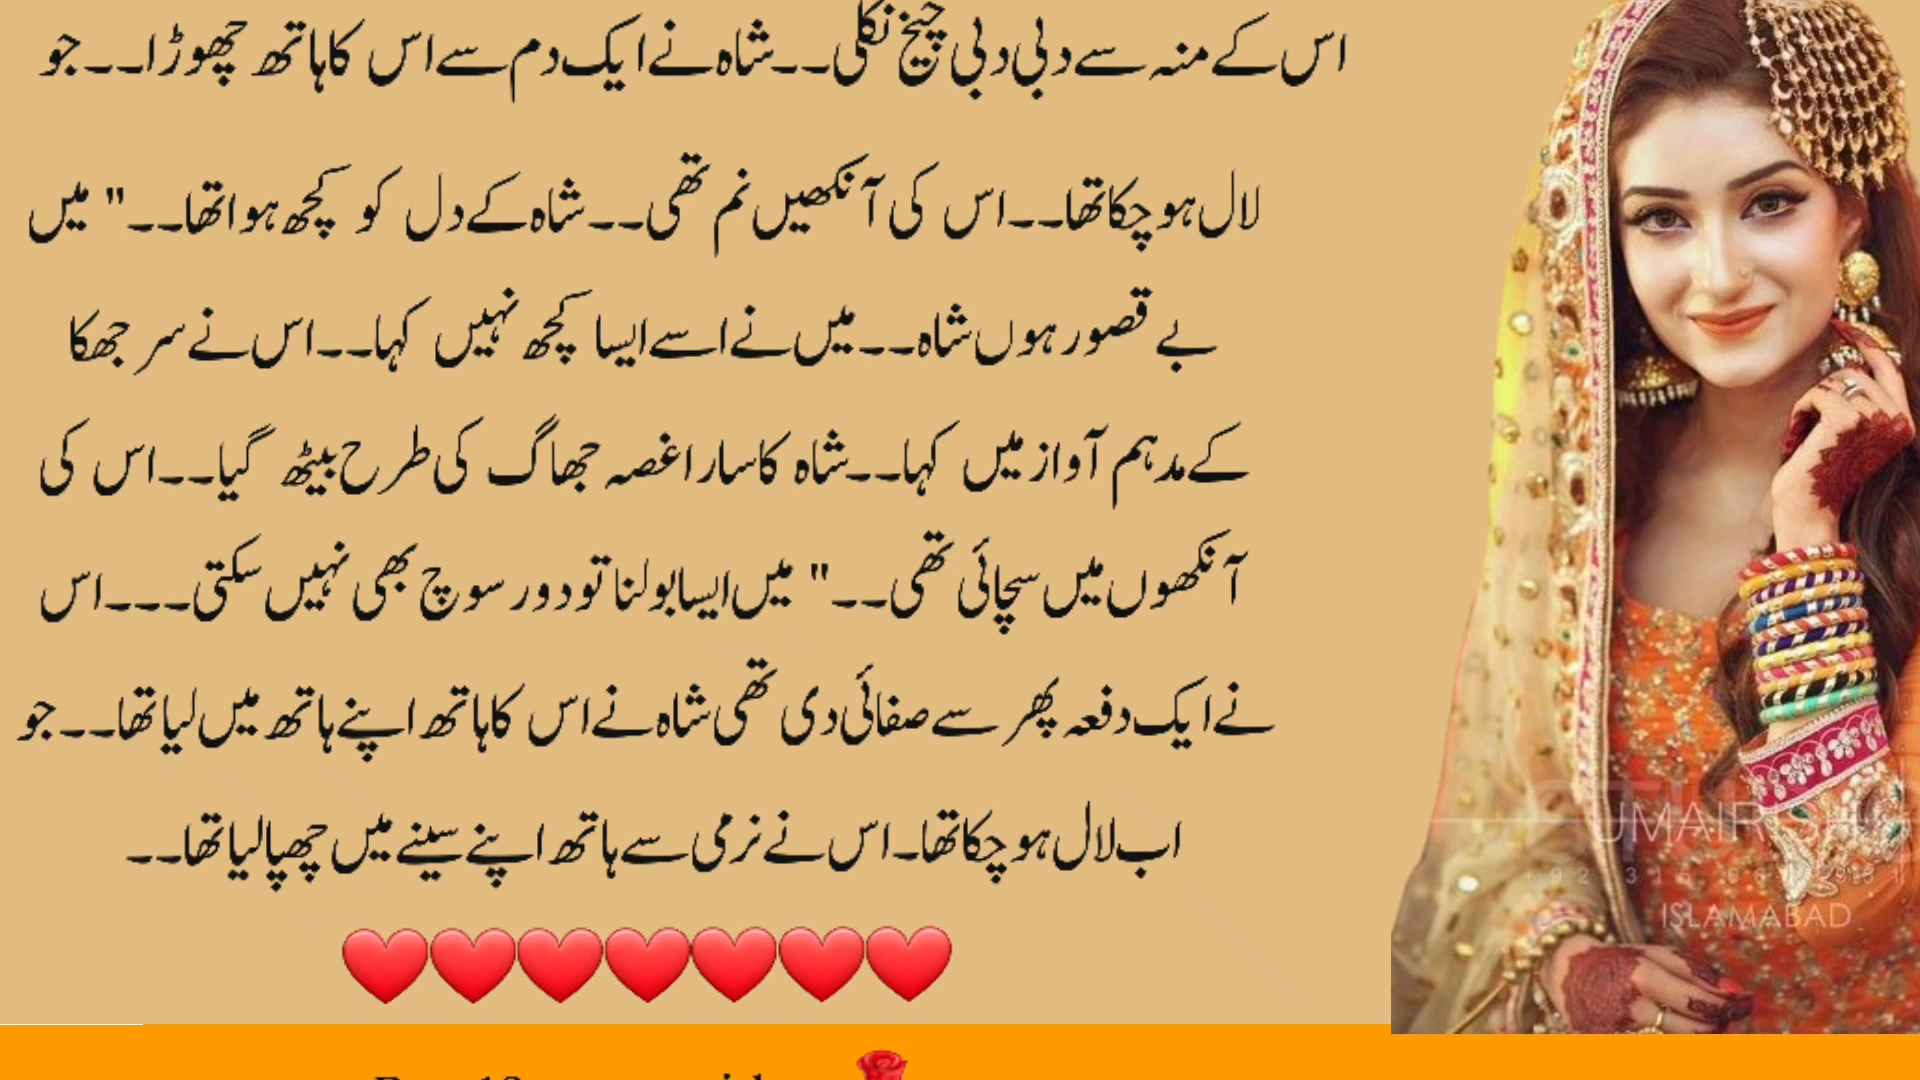 اس کے منہ سے دبی دبی چیخ نکلی۔۔شاہ نے ایک دم سے اس کا ہاتھ چھوڑا۔۔جو
لال ہو چکا تھا۔۔اس کی آنکھیں نم تھی۔۔شاہ کے دل کو کچھ ہوا تھا۔۔" میں
بے قصور ہوں شاہ۔۔میں نے اسے ایسا کچھ نہیں کہا۔۔اس نے سر جھکا
کے مدہم آواز میں کہا۔۔شاہ کا سارا غصہ جھاگ کی طرح بیٹھ گیا۔۔اس کی
آنکھوں میں سچائی تھی۔۔" میں ایسا بولنا تو دور سوچ بھی نہیں سکتی۔۔۔اس
نے ایک دفعہ پھر سے صفائی دی تھی شاہ نے اس کا ہاتھ اپنے ہاتھ میں لیا تھا۔۔جو
اب لال ہو چکا تھا۔اس نے نرمی سے ہاتھ اپنے سینے میں چھپا لیا تھا۔۔
❤❤❤❤❤❤❤
UMAIRISH
ISLAMABAD